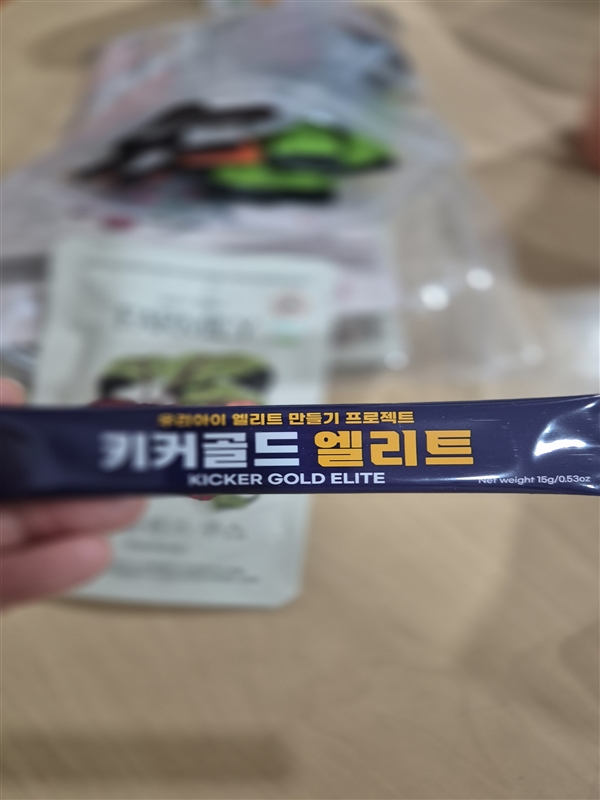 우리아이 엘리트 만들기 프로젝트
키커골드 엘리트
KICKER GOLD ELITE
Net weight 15g/0.53oz